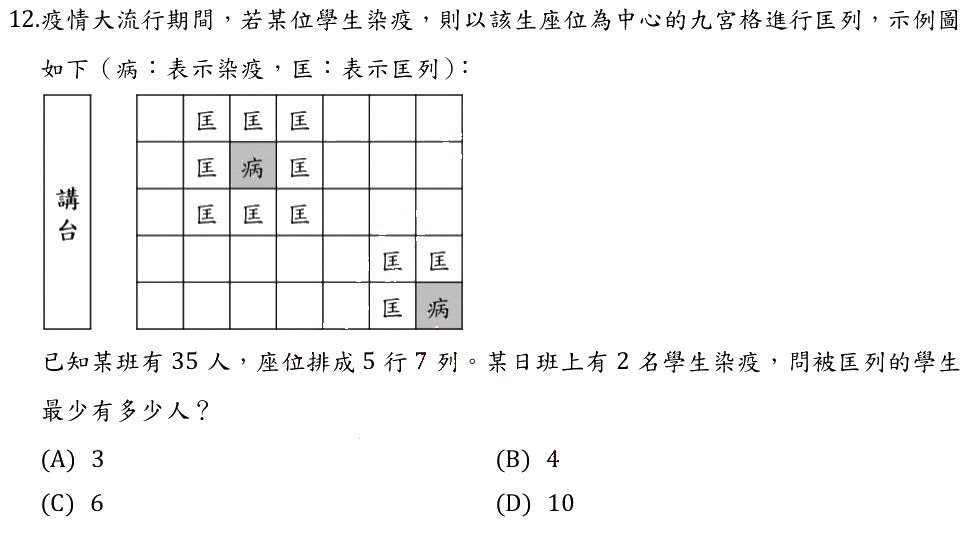 12.疫情大流行期間，若某位學生染疫，則以該生座位為中心的九宮格進行匡列，示例圖
如下（病：表示染疫，匡：表示匡列）：
講台
匡 匡 匡
匡 病 匡
匡 匡 匡
匡 匡
匡 病
已知某班有 35 人，座位排成 5 行 7 列。某日班上有 2 名學生染疫，問被匡列的學生
最少有多少人？
(A) 3 (B) 4
(C) 6 (D) 10